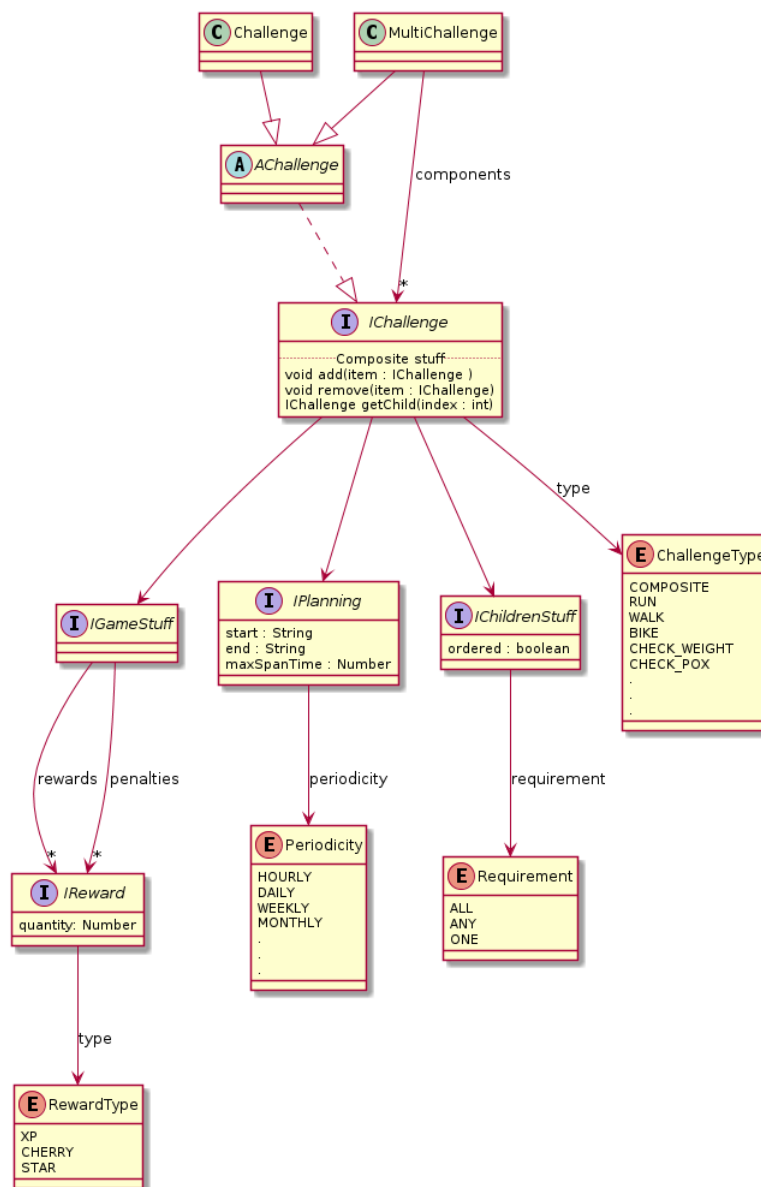 C Challenge
C MultiChallenge
A AChallenge
components
*
I IChallenge
Composite stuff
void add(item : IChallenge )
void remove(item : IChallenge)
IChallenge getChild(index : int)
type
E ChallengeType
COMPOSITE
RUN
WALK
BIKE
CHECK_WEIGHT
CHECK_POX
.
.
.
I IGameStuff
I IPlanning
start : String
end : String
maxSpanTime : Number
I IChildrenStuff
ordered : boolean
rewards
penalties
periodicity
requirement
*
*
I IReward
quantity: Number
E Periodicity
HOURLY
DAILY
WEEKLY
MONTHLY
.
.
.
E Requirement
ALL
ANY
ONE
type
E RewardType
XP
CHERRY
STAR